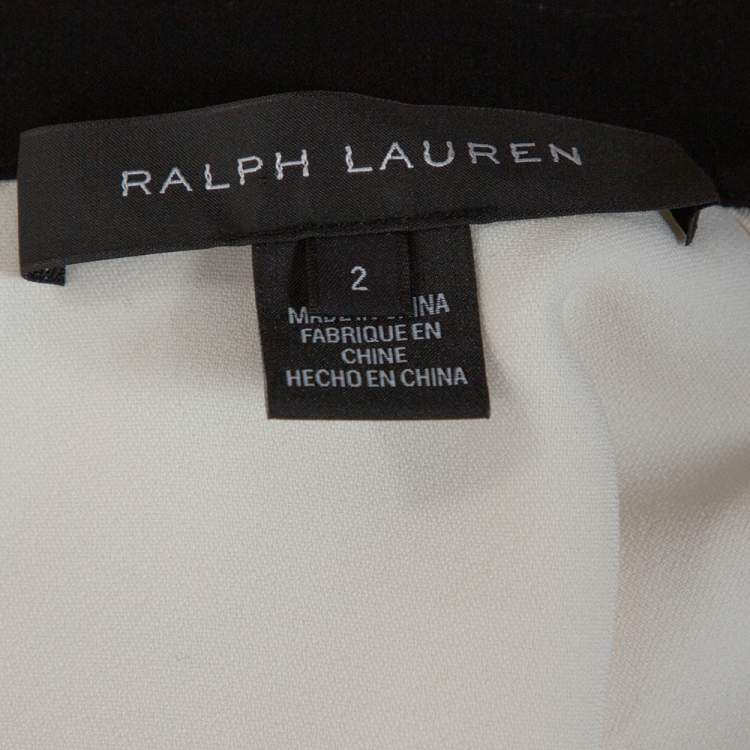 RALPH LAUREN
2
MADE IN CHINA
FABRIQUE EN
CHINE
HECHO EN CHINA